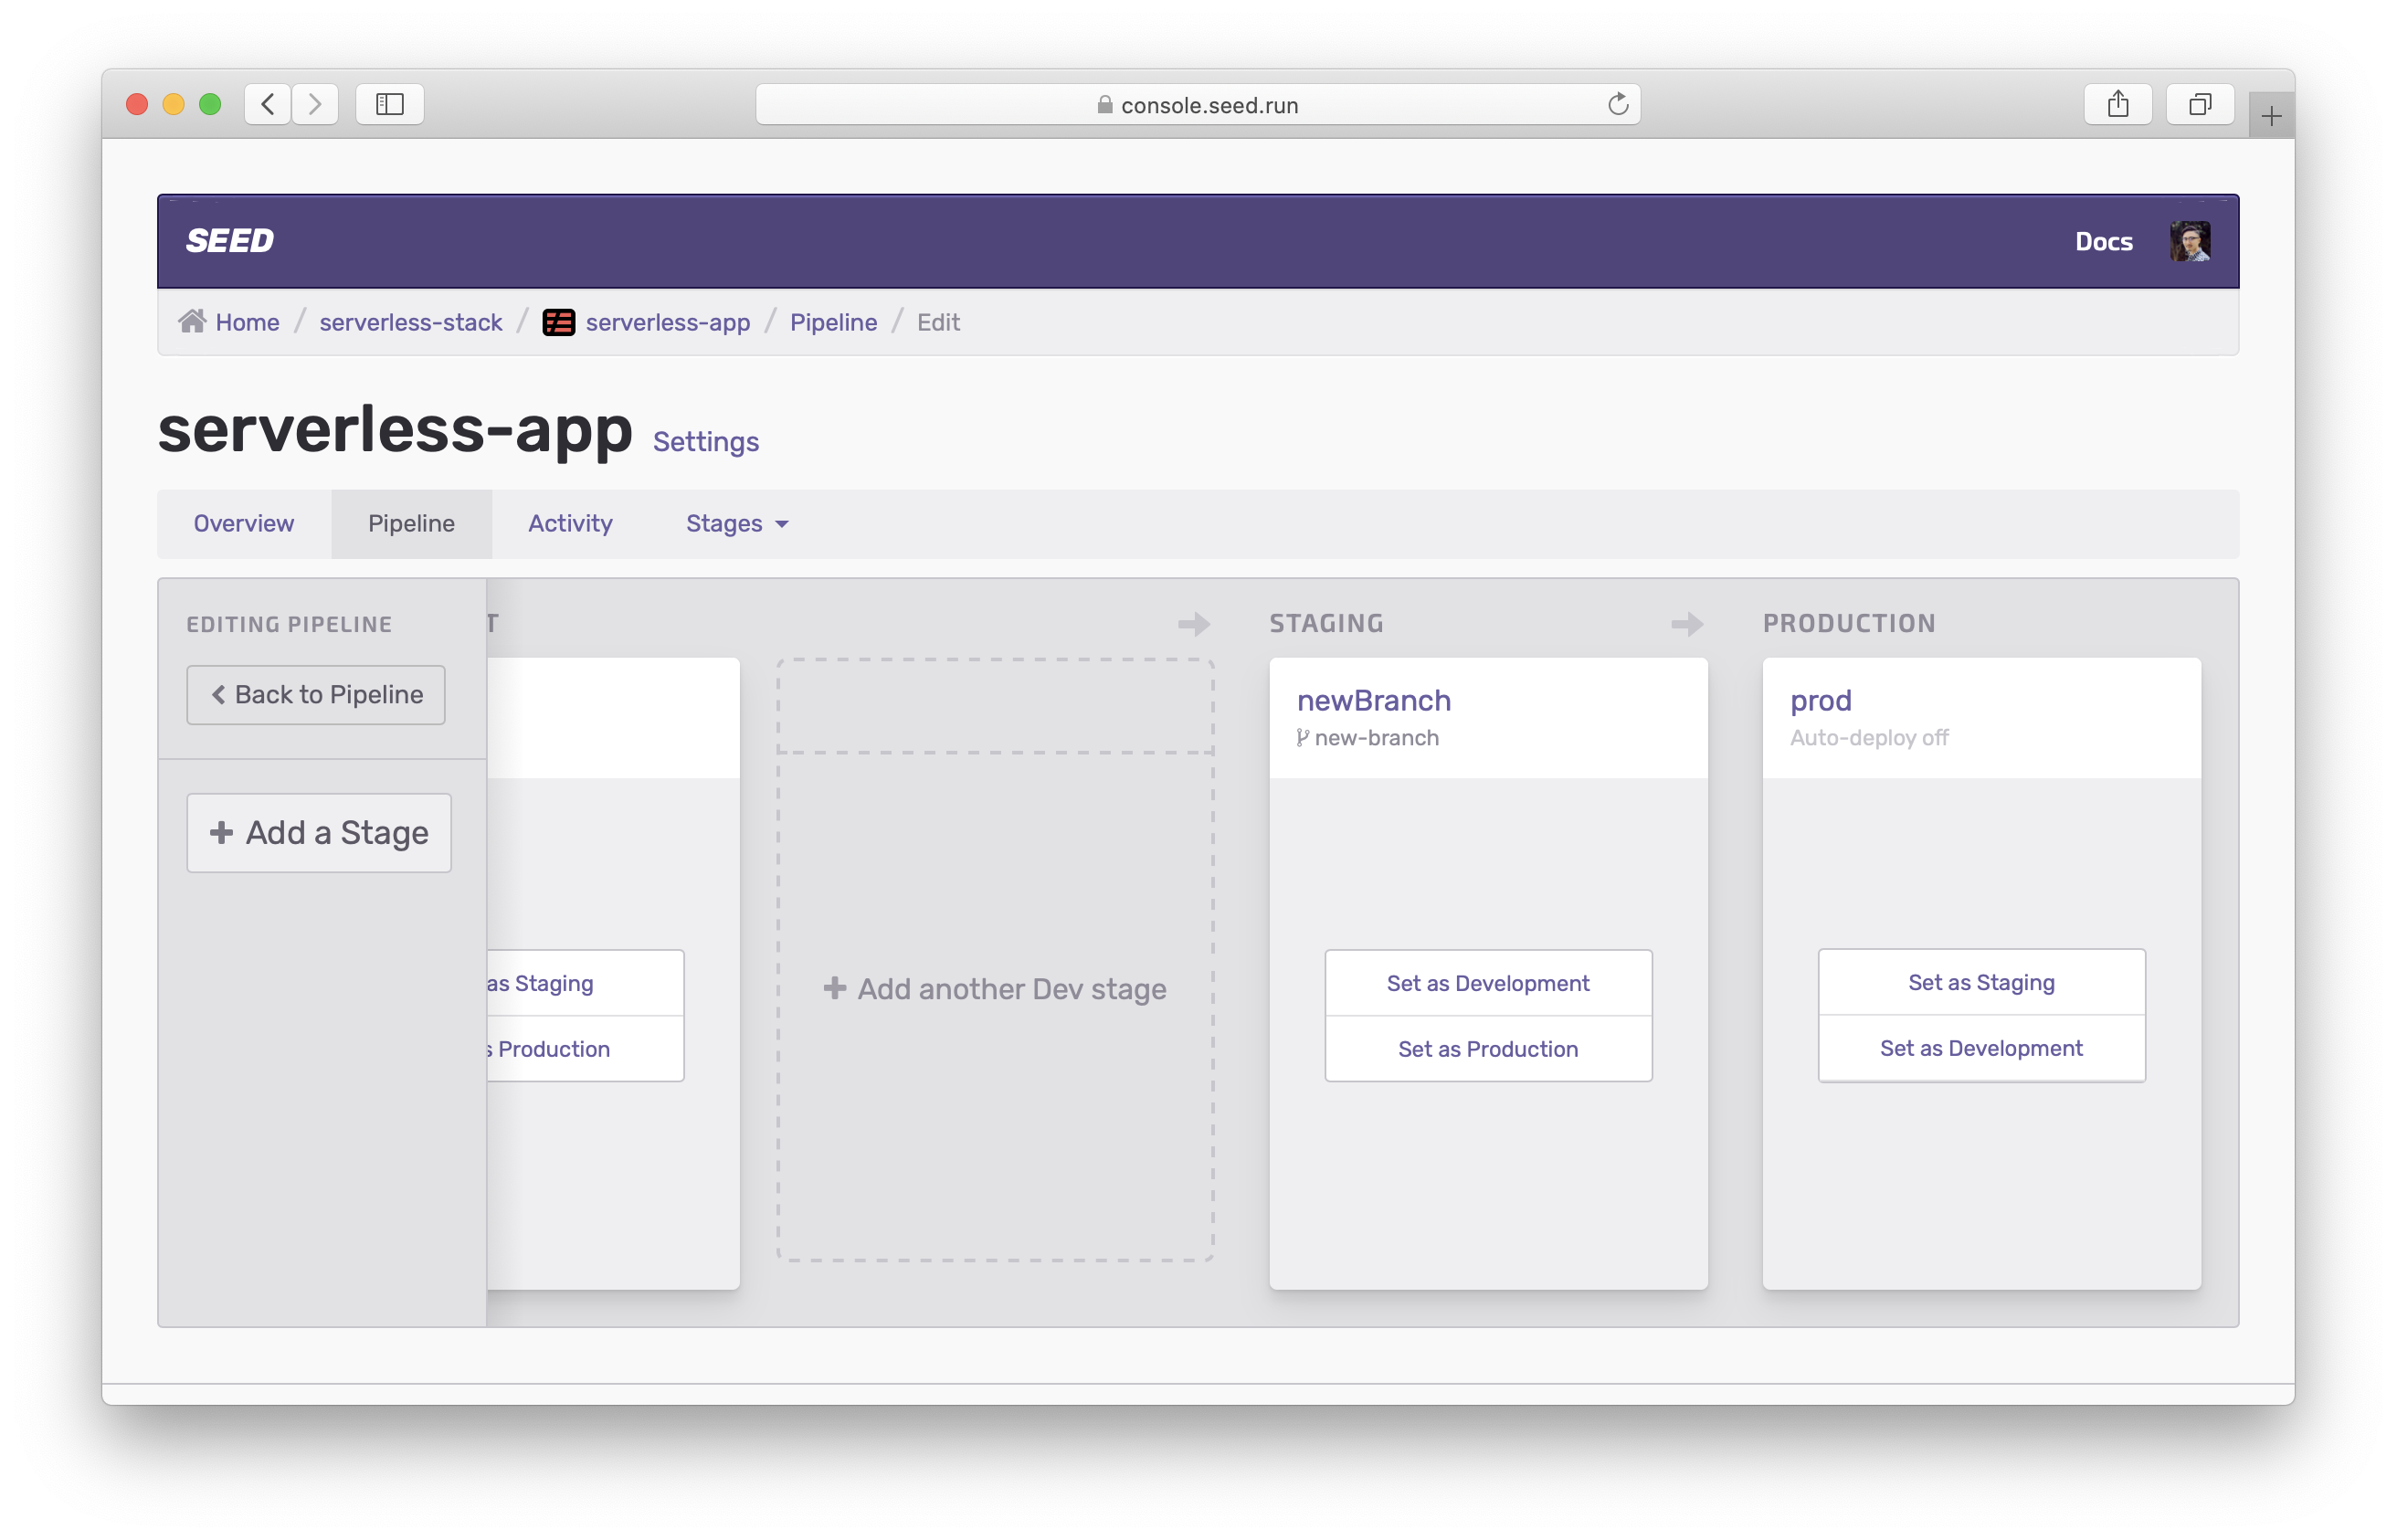 console.seed.run
SEED
Docs
Home / serverless-stack / serverless-app / Pipeline / Edit
serverless-app Settings
Overview Pipeline Activity Stages
EDITING PIPELINE
Back to Pipeline
Add a Stage
T
as Staging
s Production
Add another Dev stage
STAGING
newBranch
new-branch
Set as Development
Set as Production
PRODUCTION
prod
Auto-deploy off
Set as Staging
Set as Development